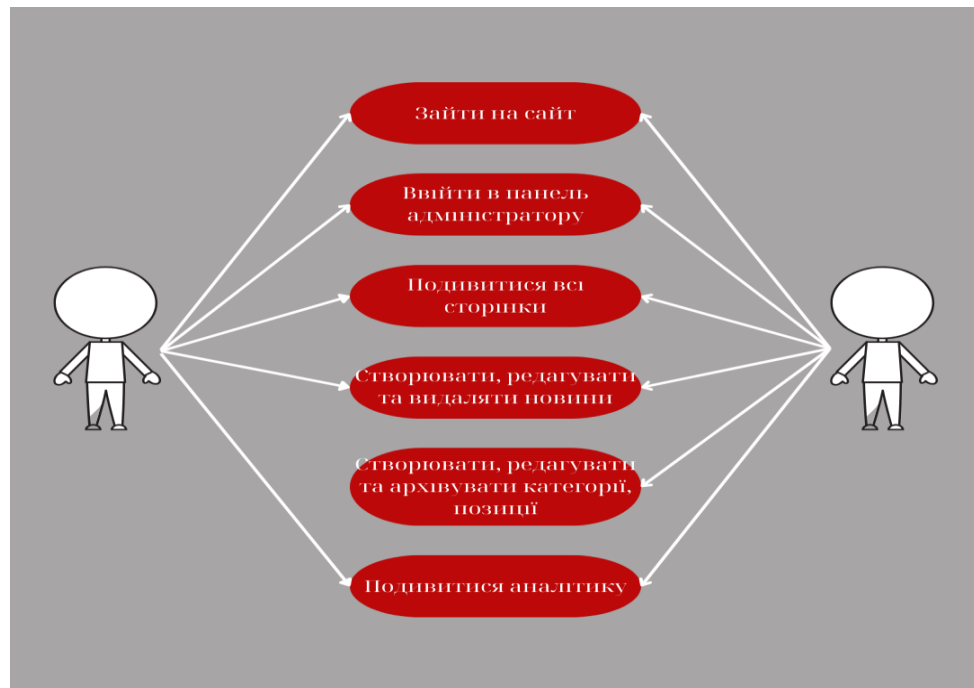 Зайти на сайт
Ввійти в панель
адміністратору
Подивитися всі
сторінки
Створювати, редагувати
та видаляти новини
Створювати, редагувати
та архівувати категорії,
позиції
Подивитися аналітику